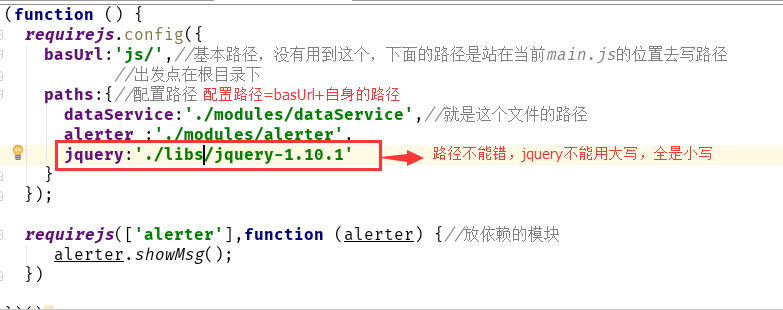 (function () {
requirejs.config({
basUrl:'js/',//基本路径，没有用到这个，下面的路径是站在当前main.js的位置去写路径
//出发点在根目录下
paths:{//配置路径 配置路径=basUrl+自身的路径
dataService:'./modules/dataService',//就是这个文件的路径
alerter :'./modules/alerter',
jquery:'./libs/jquery-1.10.1' 路径不能错，jquery不能用大写，全是小写
}
});
requirejs(['alerter'],function (alerter) {//放依赖的模块
alerter.showMsg();
})
})();